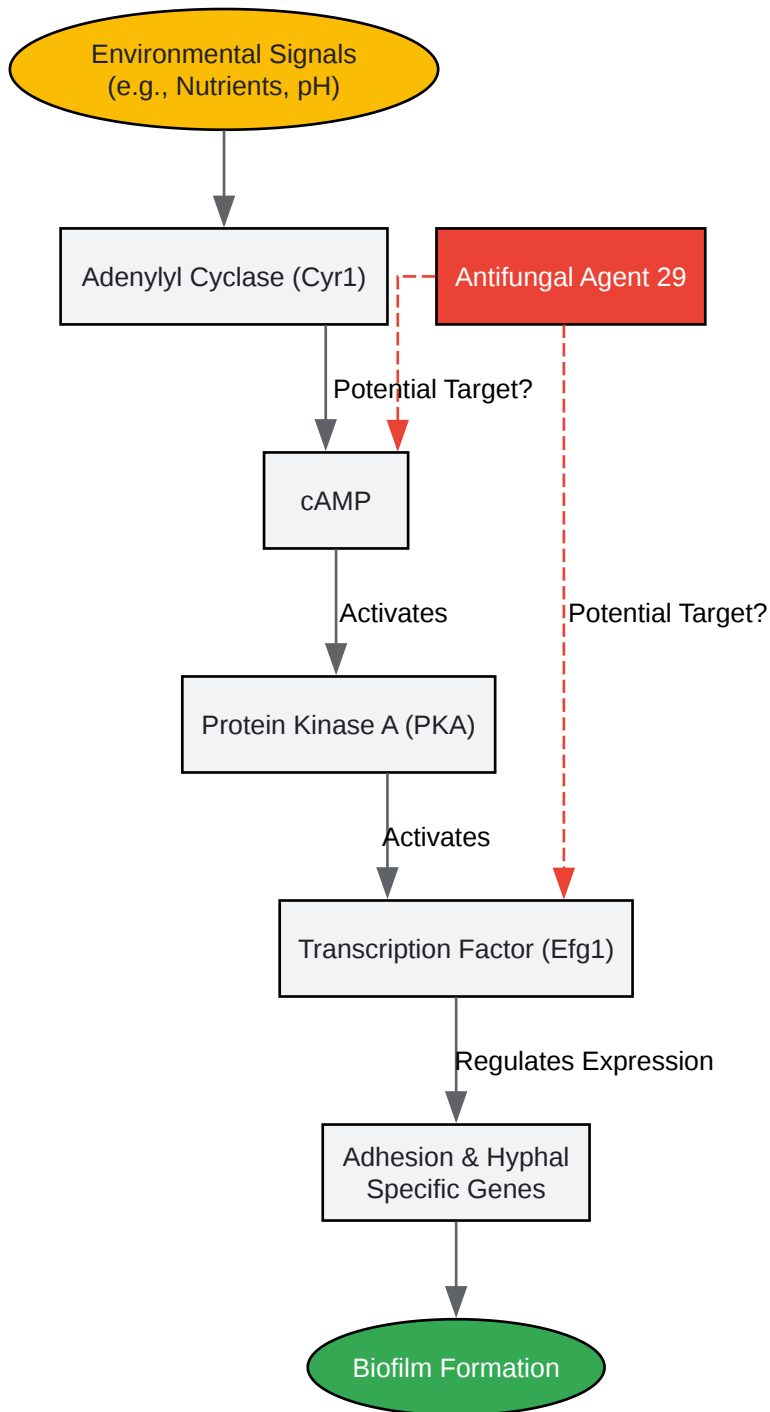 Environmental Signals
(e.g., Nutrients, pH)
Adenylyl Cyclase (Cyr1)
Antifungal Agent 29
Potential Target?
cAMP
Activates
Potential Target?
Protein Kinase A (PKA)
Activates
Transcription Factor (Efg1)
Regulates Expression
Adhesion & Hyphal
Specific Genes
Biofilm Formation